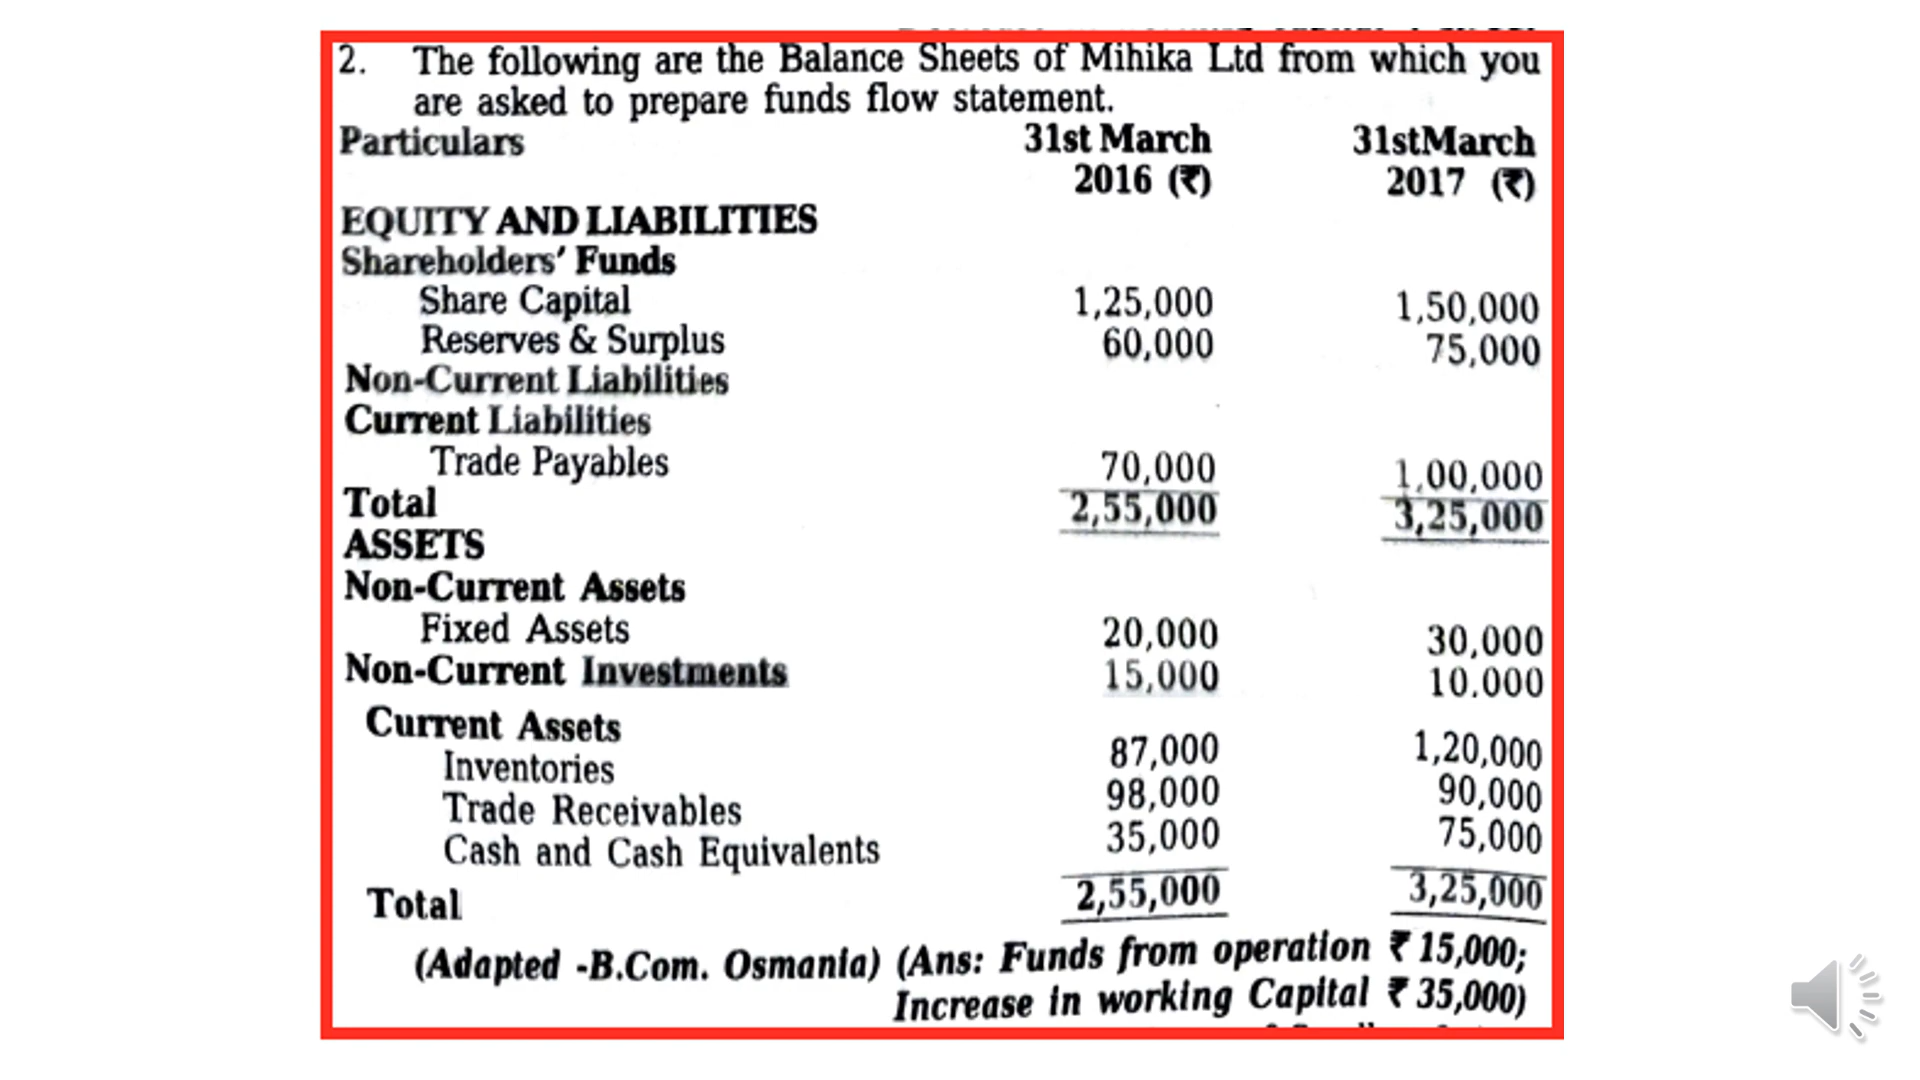 2. The following are the Balance Sheets of Mihika Ltd from which you
are asked to prepare funds flow statement.
Particulars 31st March 31stMarch
2016 (₹) 2017 (₹)
EQUITY AND LIABILITIES
Shareholders' Funds
Share Capital 1,25,000 1,50,000
Reserves & Surplus 60,000 75,000
Non-Current Liabilities
Current Liabilities
Trade Payables 70,000 1,00,000
Total 2,55,000 3,25,000
ASSETS
Non-Current Assets
Fixed Assets 20,000 30,000
Non-Current Investments 15,000 10.000
Current Assets
Inventories 87,000 1,20,000
Trade Receivables 98,000 90,000
Cash and Cash Equivalents 35,000 75,000
Total 2,55,000 3,25,000
(Adapted -B.Com. Osmania) (Ans: Funds from operation ₹ 15,000;
Increase in working Capital ₹ 35,000)